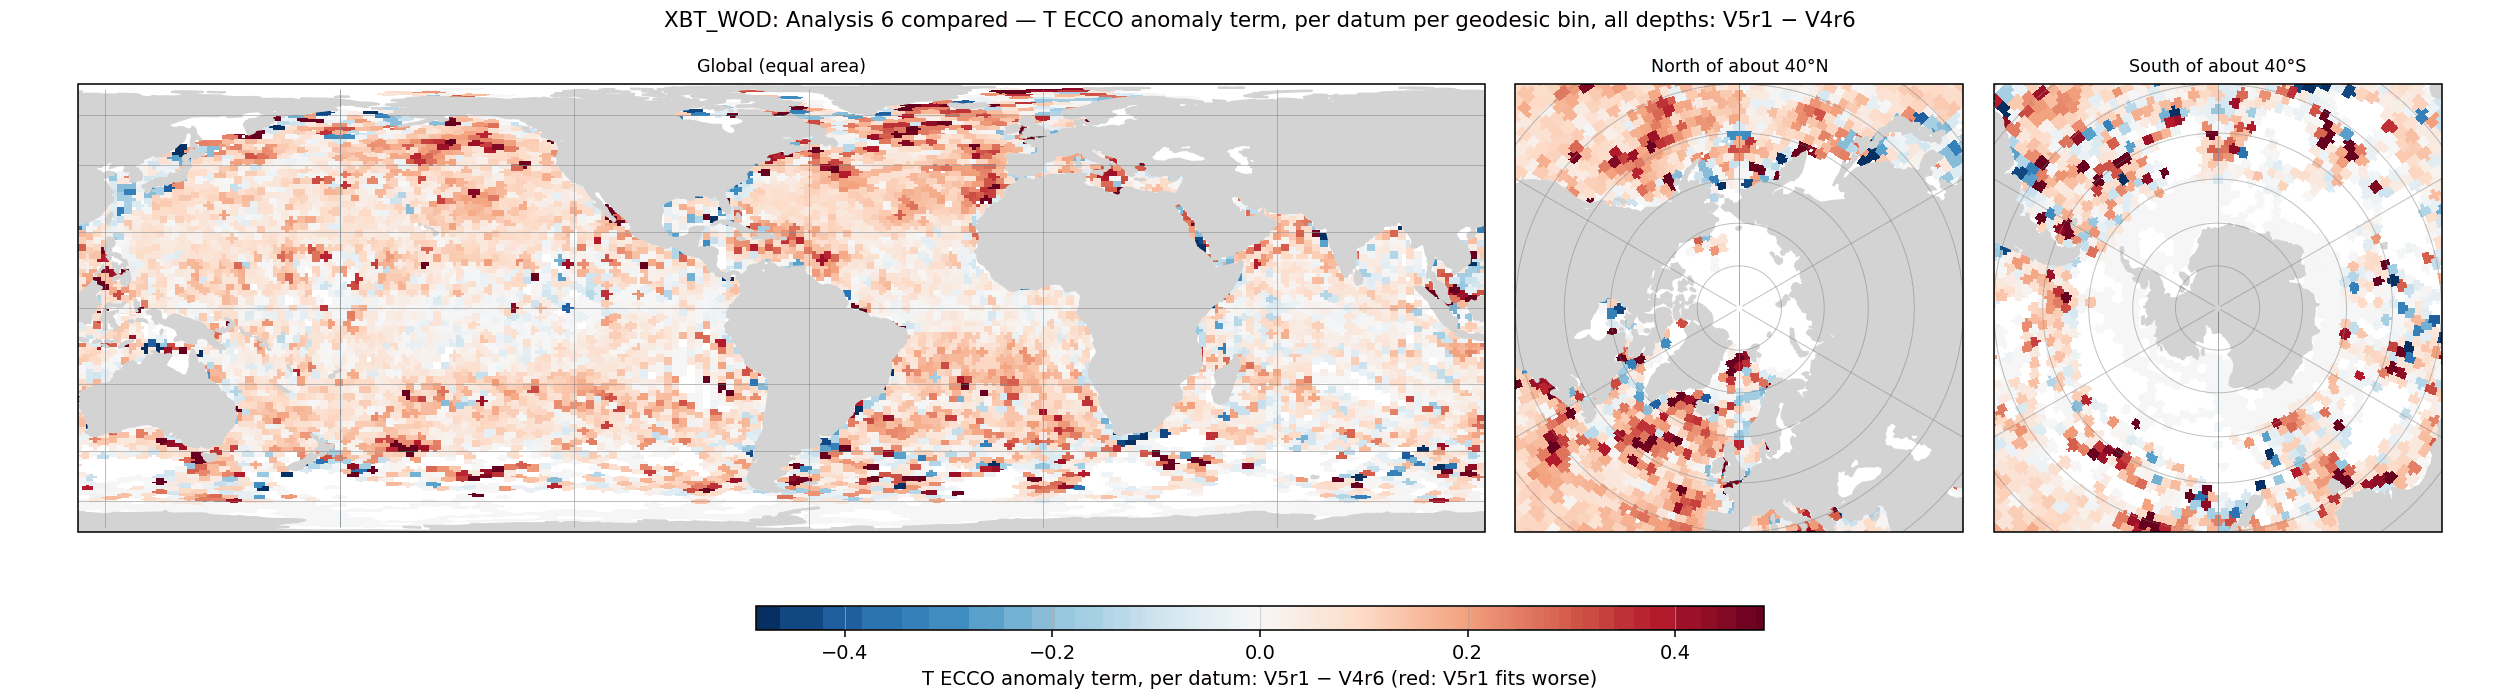 XBT_WOD: Analysis 6 compared — T ECCO anomaly term, per datum per geodesic bin, all depths: V5r1 − V4r6
Global (equal area)
North of about 40°N
South of about 40°S
−0.4
−0.2
0.0
0.2
0.4
T ECCO anomaly term, per datum: V5r1 − V4r6 (red: V5r1 fits worse)